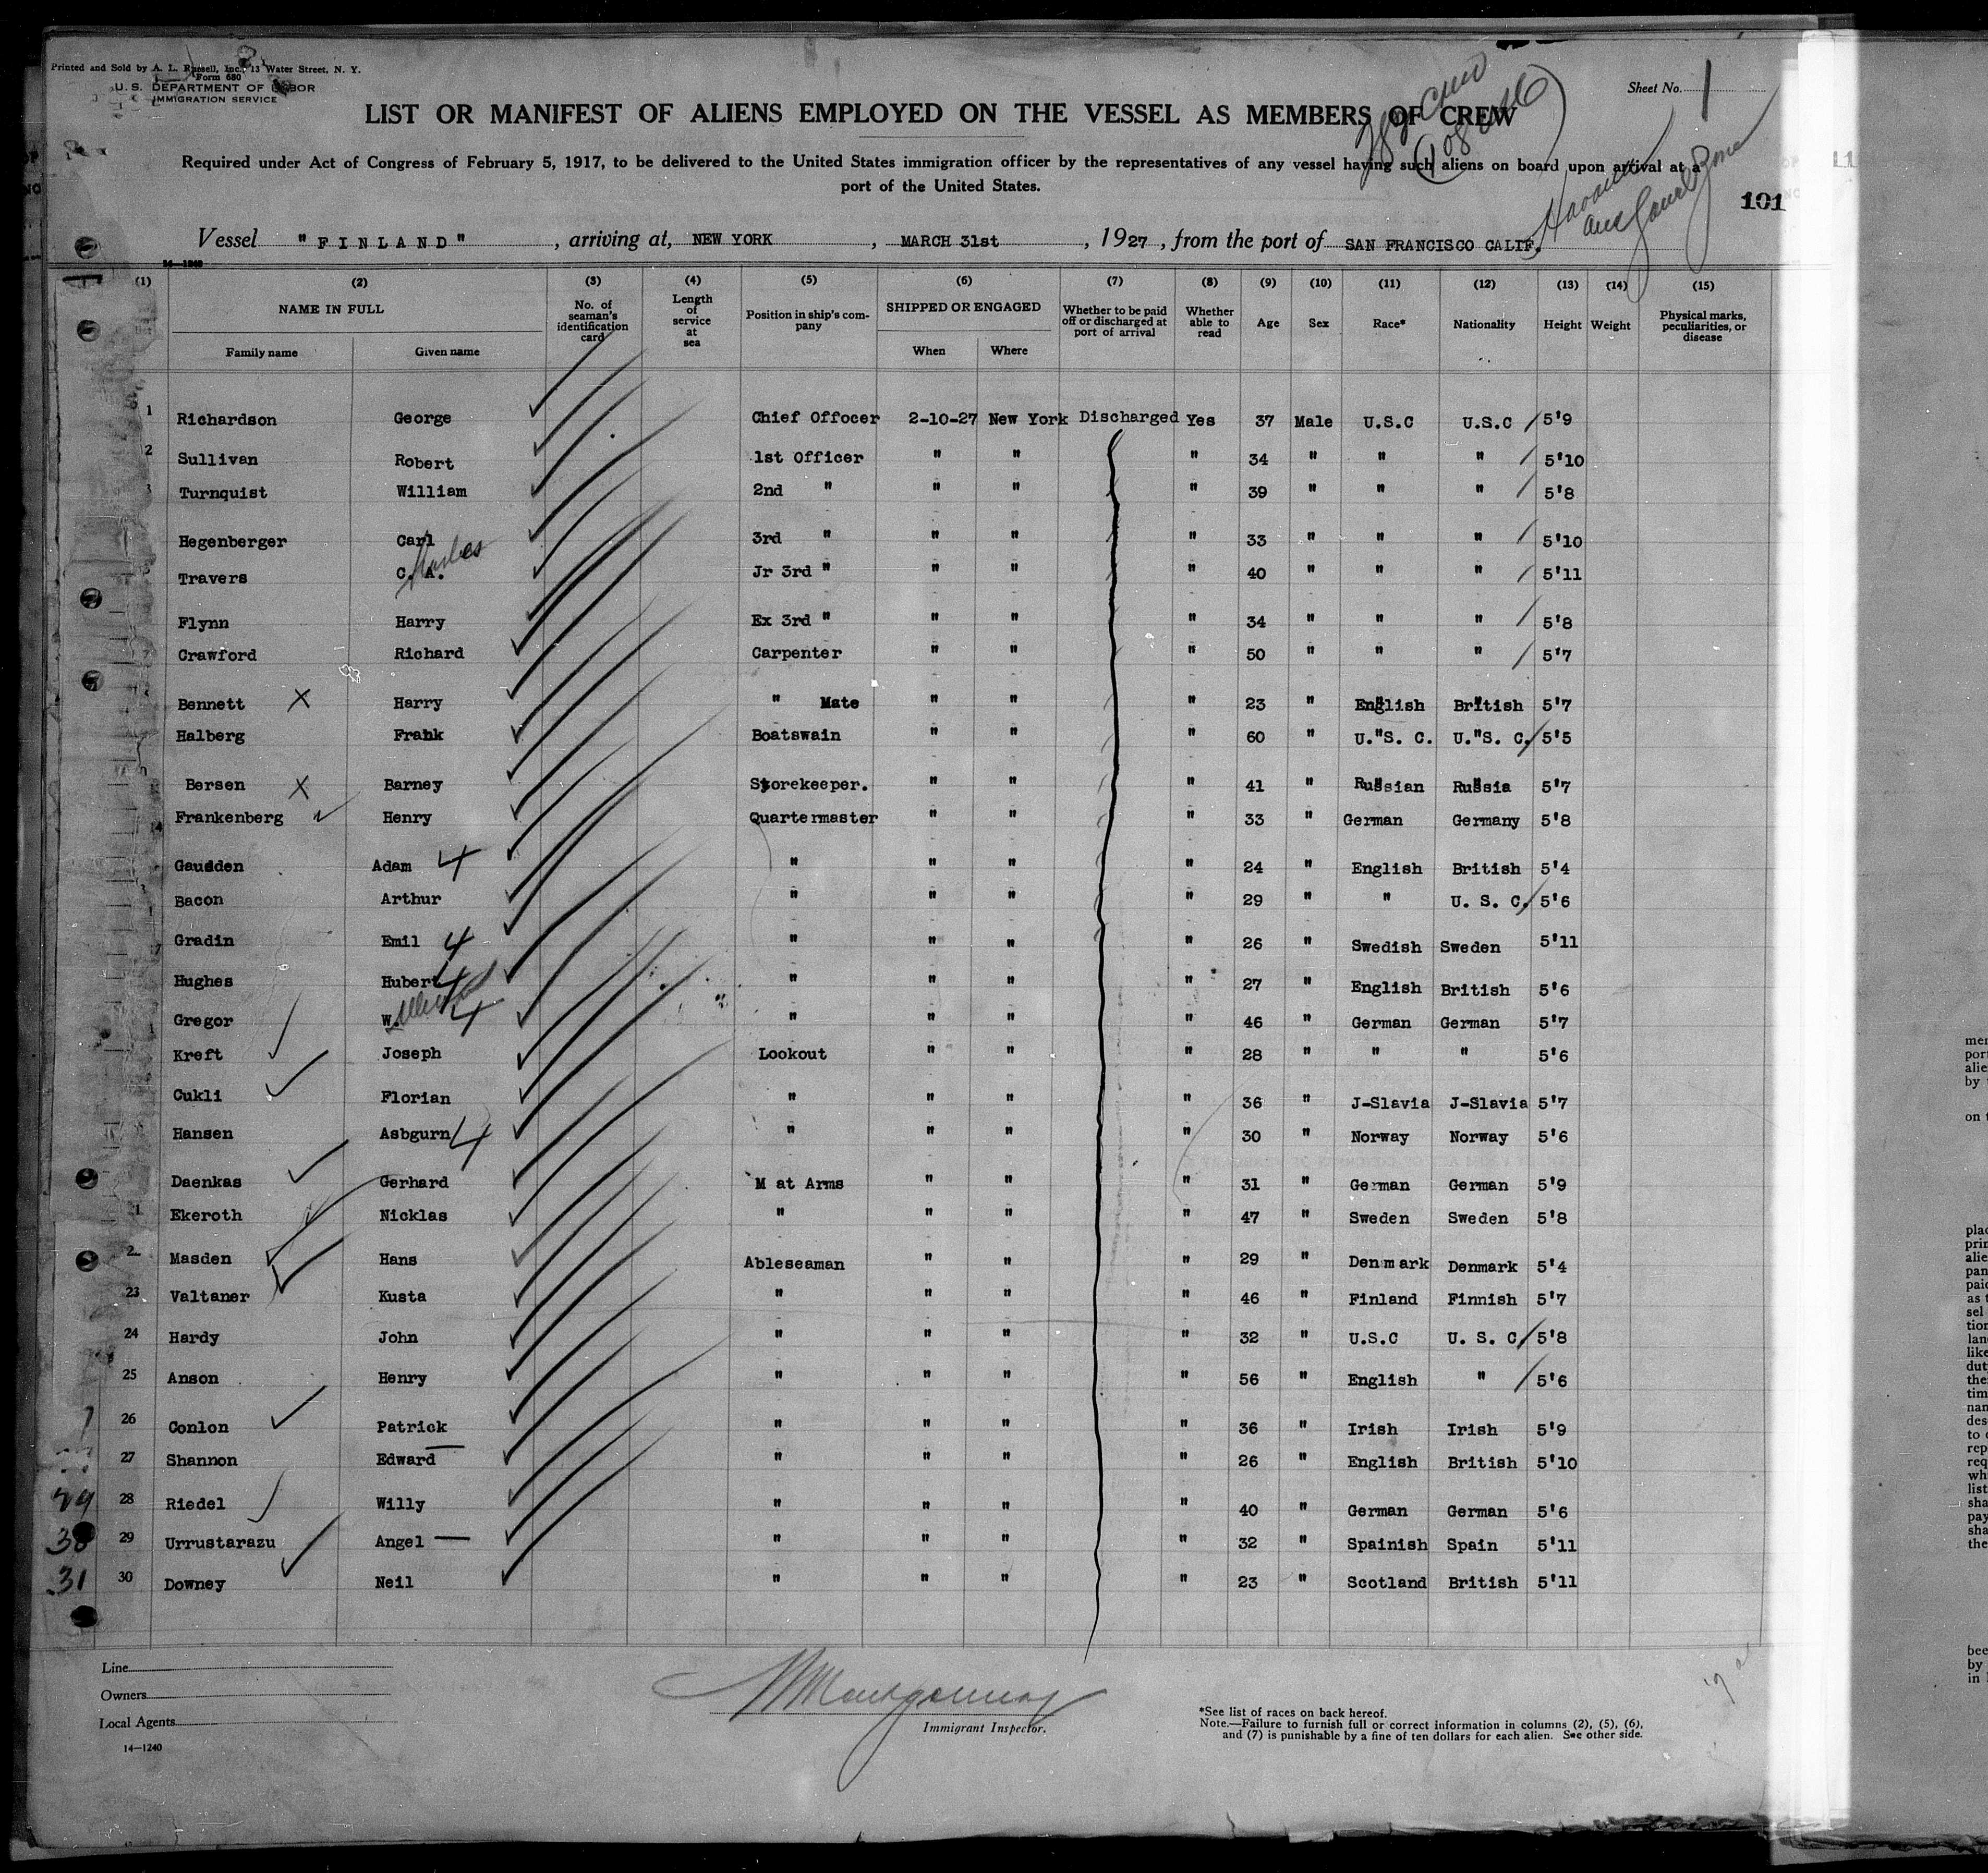 Printed and Sold by A. L. Russell, Inc., 13 Water Street, N. Y.
Form 680
U. S. DEPARTMENT OF LABOR
IMMIGRATION SERVICE
Sheet No. 1
LIST OR MANIFEST OF ALIENS EMPLOYED ON THE VESSEL AS MEMBERS OF CREW
Required under Act of Congress of February 5, 1917, to be delivered to the United States immigration officer by the representatives of any vessel having such aliens on board upon arrival at a
port of the United States.
101
Vessel "FINLAND", arriving at, NEW YORK, MARCH 31st, 1927, from the port of SAN FRANCISCO CALIF.
14-1240
(1) (2) (3) (4) (5) (6) (7) (8) (9) (10) (11) (12) (13) (14) (15)
NAME IN FULL
Family name Given name
No. of seaman's identification card
Length of service at sea
Position in ship's company
SHIPPED OR ENGAGED
When Where
Whether to be paid off or discharged at port of arrival
Whether able to read
Age Sex Race* Nationality Height Weight
Physical marks, peculiarities, or disease
1 Richardson George Chief Offocer 2-10-27 New York Discharged Yes 37 Male U.S.C U.S.C 5'9
2 Sullivan Robert 1st Officer " " " 34 " " " 5'10
3 Turnquist William 2nd " " " " 39 " " " 5'8
Hegenberger Carl 3rd " " " " 33 " " " 5'10
Travers C. A. Charles Jr 3rd " " " " 40 " " " 5'11
Flynn Harry Ex 3rd " " " " 34 " " " 5'8
Crawford Richard Carpenter " " " 50 " " " 5'7
Bennett Harry " Mate " " " 23 " English British 5'7
Halberg Frank Boatswain " " " 60 " U. S. C. U. S. C. 5'5
Bersen Barney Storekeeper. " " " 41 " Russian Russia 5'7
Frankenberg Henry Quartermaster " " " 33 " German Germany 5'8
Gaudden Adam 4 " " " " 24 " English British 5'4
Bacon Arthur " " " " 29 " " U. S. C. 5'6
Gradin Emil 4 " " " " 26 " Swedish Sweden 5'11
Hughes Hubert 4 " " " " 27 " English British 5'6
Gregor W. 4 " " " " 46 " German German 5'7
Kreft Joseph Lookout " " " 28 " " " 5'6
Cukli Florian " " " " 36 " J-Slavia J-Slavia 5'7
Hansen Asbgurn 4 " " " " 30 " Norway Norway 5'6
Daenkas Gerhard M at Arms " " " 31 " German German 5'9
1 Ekeroth Nicklas " " " " 47 " Sweden Sweden 5'8
2 Masden Hans Ableseaman " " " 29 " Denmark Denmark 5'4
23 Valtaner Kusta " " " " 46 " Finland Finnish 5'7
24 Hardy John " " " " 32 " U.S.C U. S. C. 5'8
25 Anson Henry " " " " 56 " English " 5'6
26 Conlon Patrick " " " " 36 " Irish Irish 5'9
27 Shannon Edward " " " " 26 " English British 5'10
28 Riedel Willy " " " " 40 " German German 5'6
29 Urrustarazu Angel " " " " 32 " Spainish Spain 5'11
31 30 Downey Neil " " " " 23 " Scotland British 5'11
Line
Owners
Local Agents
14-1240
Montgomery
Immigrant Inspector.
*See list of races on back hereof.
Note.—Failure to furnish full or correct information in columns (2), (5), (6),
and (7) is punishable by a fine of ten dollars for each alien. See other side.